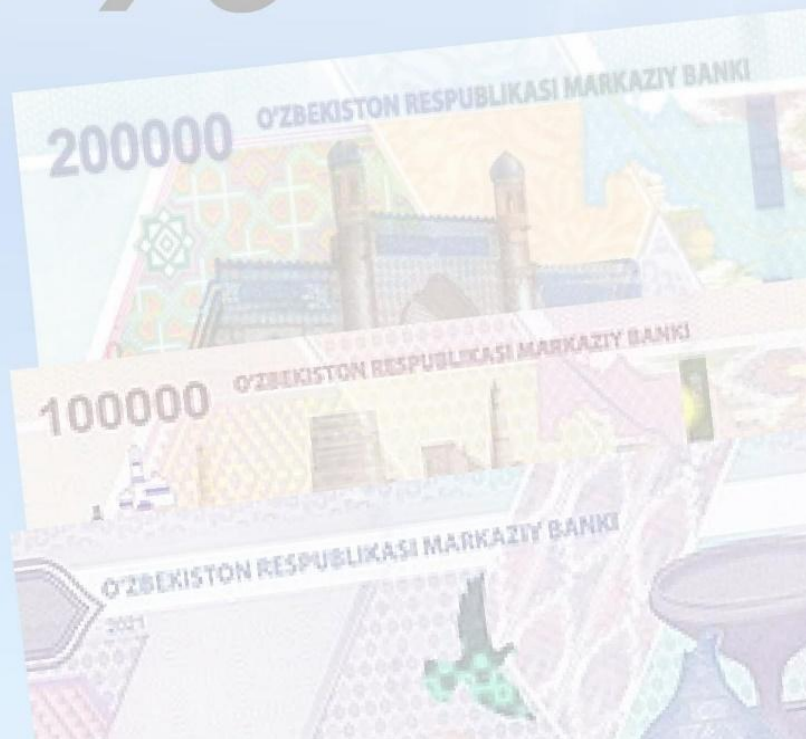 200000 O'ZBEKISTON RESPUBLIKASI MARKAZIY BANKI
100000 O'ZBEKISTON RESPUBLIKASI MARKAZIY BANKI
O'ZBEKISTON RESPUBLIKASI MARKAZIY BANKI
2021